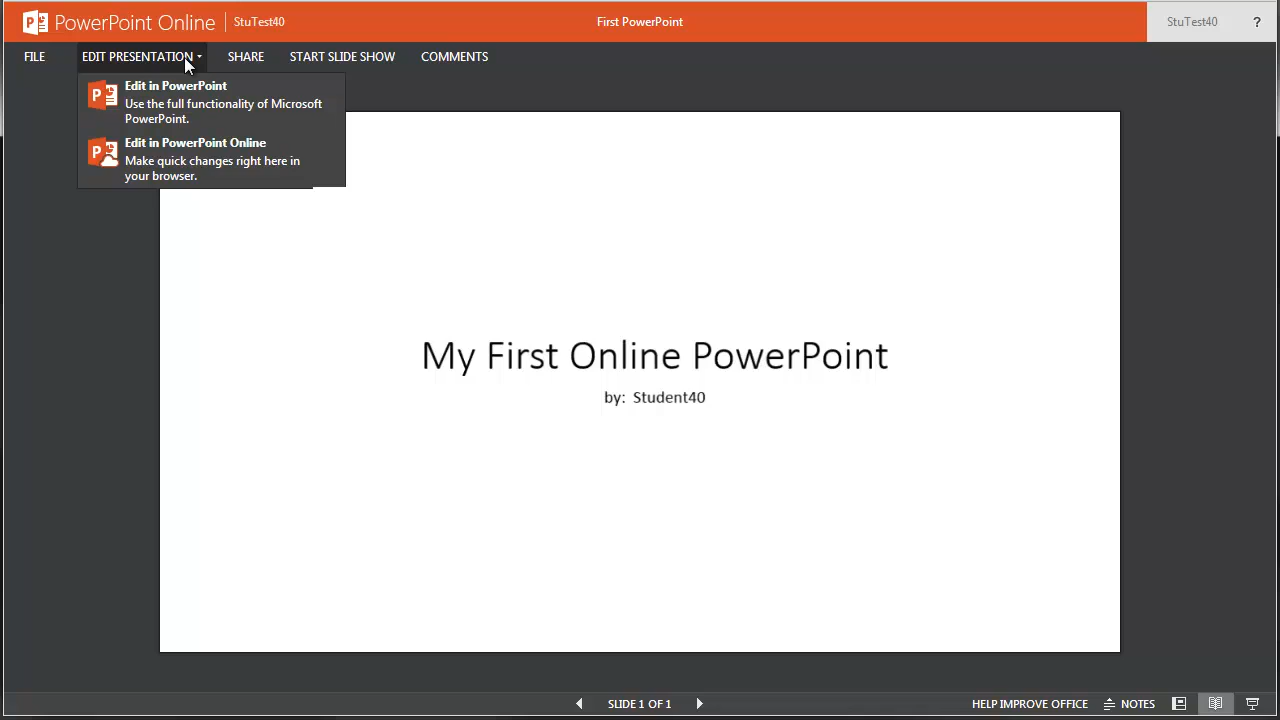 PowerPoint Online StuTest40 First PowerPoint StuTest40 ?
FILE EDIT PRESENTATION SHARE START SLIDE SHOW COMMENTS
Edit in PowerPoint
Use the full functionality of Microsoft
PowerPoint.
Edit in PowerPoint Online
Make quick changes right here in
your browser.
My First Online PowerPoint
by: Student40
SLIDE 1 OF 1 HELP IMPROVE OFFICE NOTES